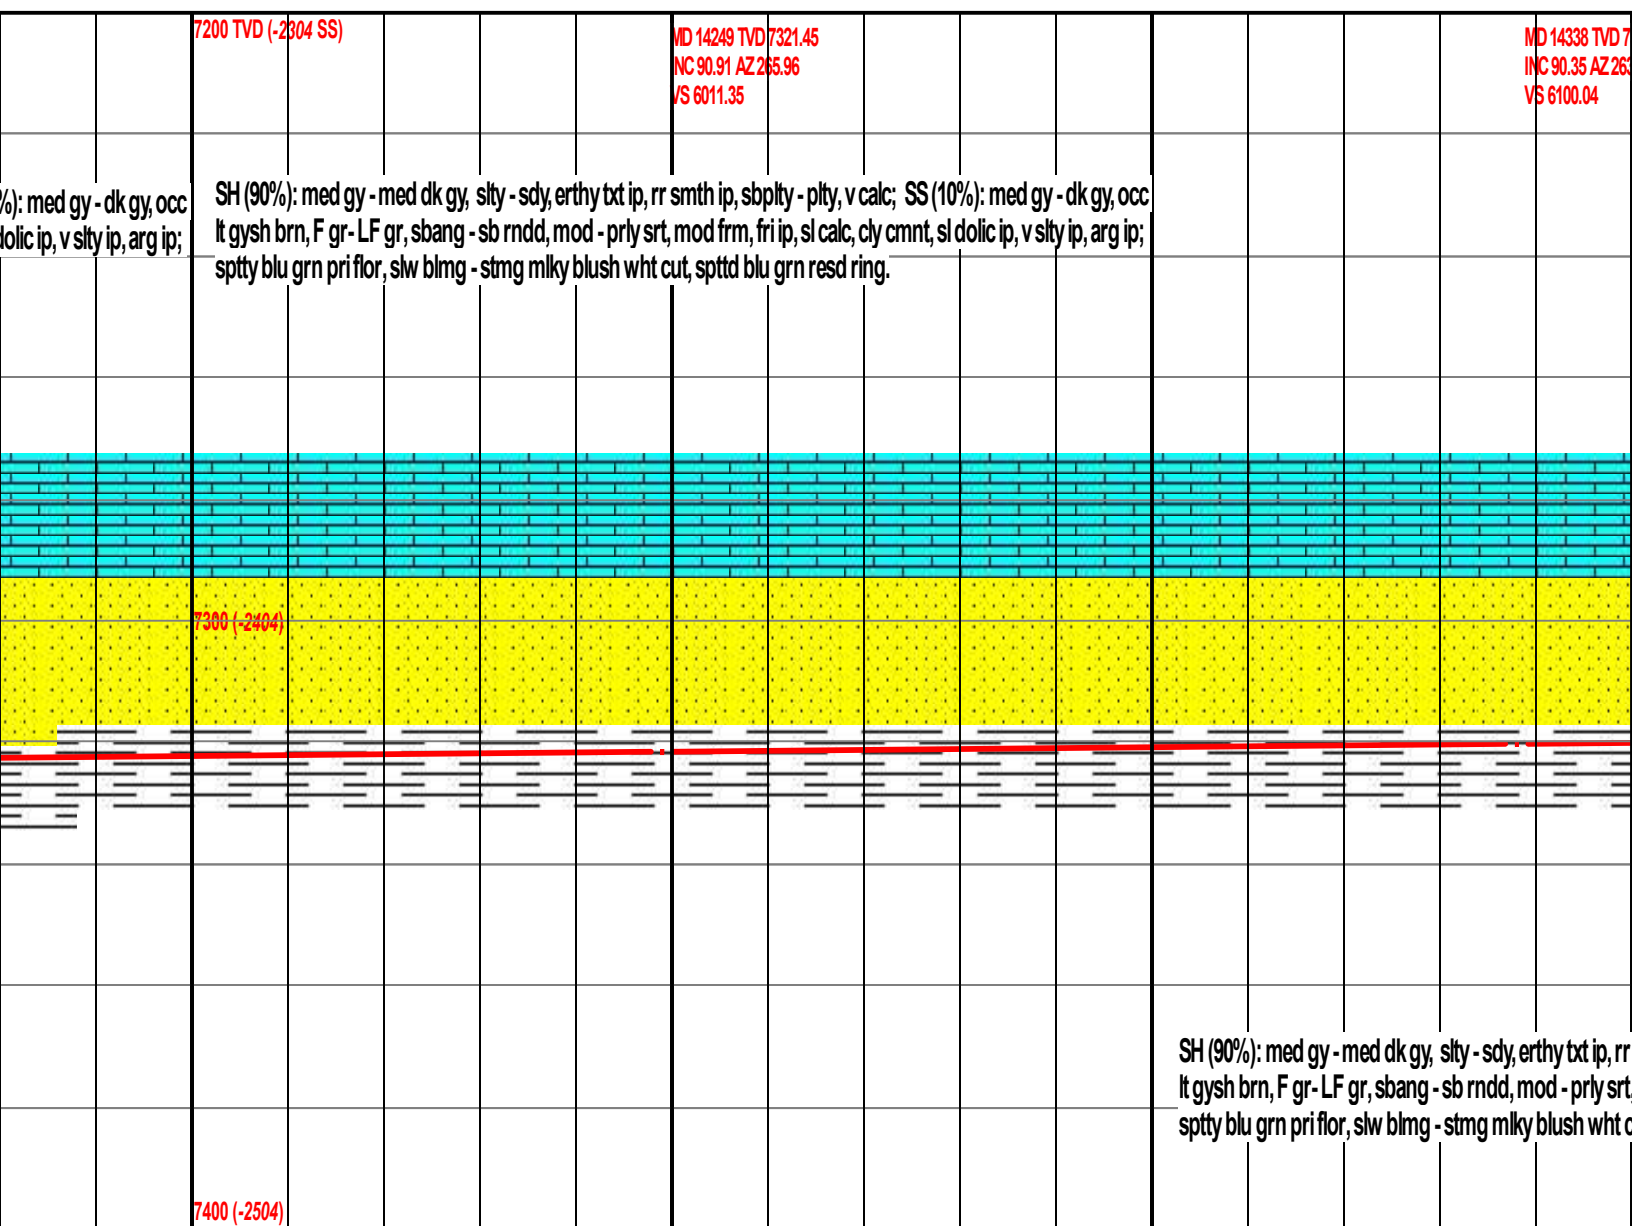 7200 TVD (-2304 SS)
MD 14249 TVD 7321.45
INC 90.91 AZ 265.96
VS 6011.35
MD 14338 TVD 7
INC 90.35 AZ 263
VS 6100.04
%): med gy - dk gy, occ
dolic ip, v slty ip, arg ip;
SH (90%): med gy - med dk gy, slty - sdy, erthy txt ip, rr smth ip, sbplty - plty, v calc; SS (10%): med gy - dk gy, occ
lt gysh brn, F gr- LF gr, sbang - sb rndd, mod - prly srt, mod frm, fri ip, sl calc, cly cmnt, sl dolic ip, v slty ip, arg ip;
sptty blu grn pri flor, slw blmg - stmg mlky blush wht cut, spttd blu grn resd ring.
7300 (-2404)
SH (90%): med gy - med dk gy, slty - sdy, erthy txt ip, rr
lt gysh brn, F gr- LF gr, sbang - sb rndd, mod - prly srt,
sptty blu grn pri flor, slw blmg - stmg mlky blush wht c
7400 (-2504)